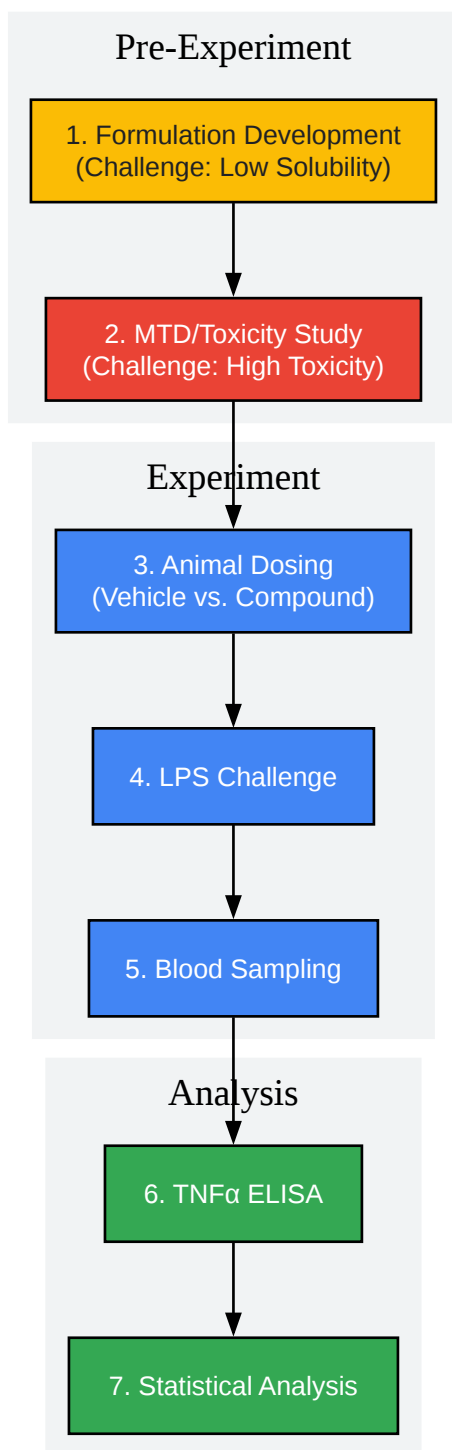 Pre-Experiment
1. Formulation Development
(Challenge: Low Solubility)
2. MTD/Toxicity Study
(Challenge: High Toxicity)
Experiment
3. Animal Dosing
(Vehicle vs. Compound)
4. LPS Challenge
5. Blood Sampling
Analysis
6. TNFα ELISA
7. Statistical Analysis